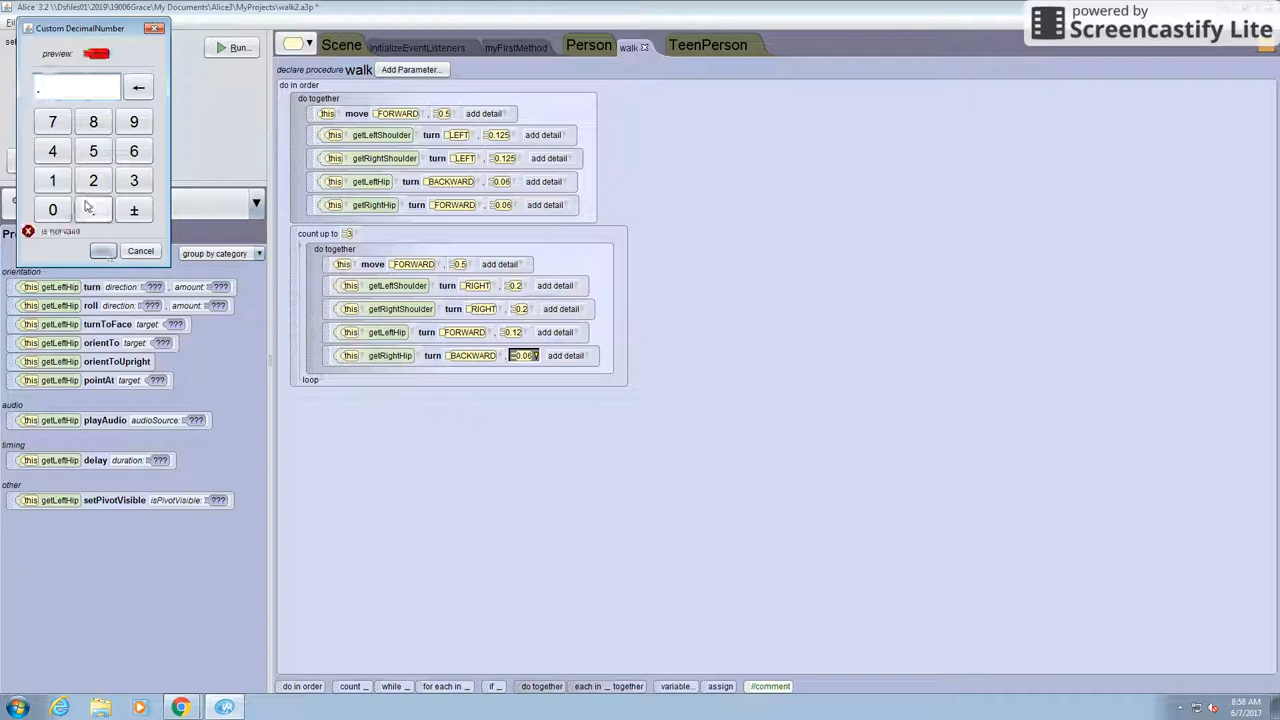 Alice 3.2 \\Dsfiles01\2019\19006Grace\My Documents\Alice3\MyProjects\walk2.a3p *
powered by
Screencastify Lite
Custom DecimalNumber
preview:
.
7 8 9
4 5 6
1 2 3
0 . ±
is not valid
Cancel
Run...
Scene initializeEventListeners myFirstMethod Person walk TeenPerson
declare procedure walk Add Parameter...
do in order
do together
this move FORWARD , 0.5 add detail
this getLeftShoulder turn LEFT , 0.125 add detail
this getRightShoulder turn LEFT , 0.125 add detail
this getLeftHip turn BACKWARD , 0.06 add detail
this getRightHip turn FORWARD , 0.06 add detail
count up to 3
do together
this move FORWARD , 0.5 add detail
this getLeftShoulder turn RIGHT , 0.2 add detail
this getRightShoulder turn RIGHT , 0.2 add detail
this getLeftHip turn FORWARD , 0.12 add detail
this getRightHip turn BACKWARD , 0.06 add detail
loop
group by category
orientation
this getLeftHip turn direction: ??? , amount: ???
this getLeftHip roll direction: ??? , amount: ???
this getLeftHip turnToFace target: ???
this getLeftHip orientTo target: ???
this getLeftHip orientToUpright
this getLeftHip pointAt target: ???
audio
this getLeftHip playAudio audioSource: ???
timing
this getLeftHip delay duration: ???
other
this getLeftHip setPivotVisible isPivotVisible: ???
do in order count _ while _ for each in _ if _ do together each in _ together variable... assign //comment
8:58 AM
6/7/2017